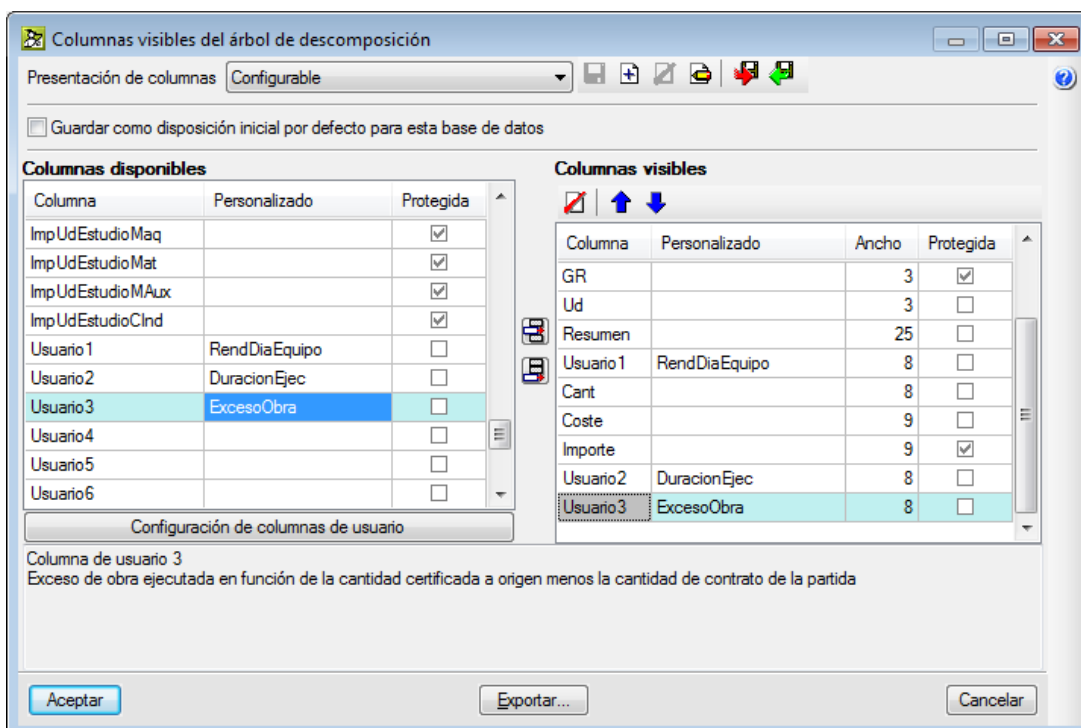 Columnas visibles del árbol de descomposición
Presentación de columnas Configurable
Guardar como disposición inicial por defecto para esta base de datos
Columnas disponibles
Columna Personalizado Protegida
ImpUdEstudioMaq
ImpUdEstudioMat
ImpUdEstudioMAux
ImpUdEstudioCInd
Usuario1 RendDiaEquipo
Usuario2 DuracionEjec
Usuario3 ExcesoObra
Usuario4
Usuario5
Usuario6
Configuración de columnas de usuario
Columnas visibles
Columna Personalizado Ancho Protegida
GR 3
Ud 3
Resumen 25
Usuario1 RendDiaEquipo 8
Cant 8
Coste 9
Importe 9
Usuario2 DuracionEjec 8
Usuario3 ExcesoObra 8
Columna de usuario 3
Exceso de obra ejecutada en función de la cantidad certificada a origen menos la cantidad de contrato de la partida
Aceptar Exportar... Cancelar